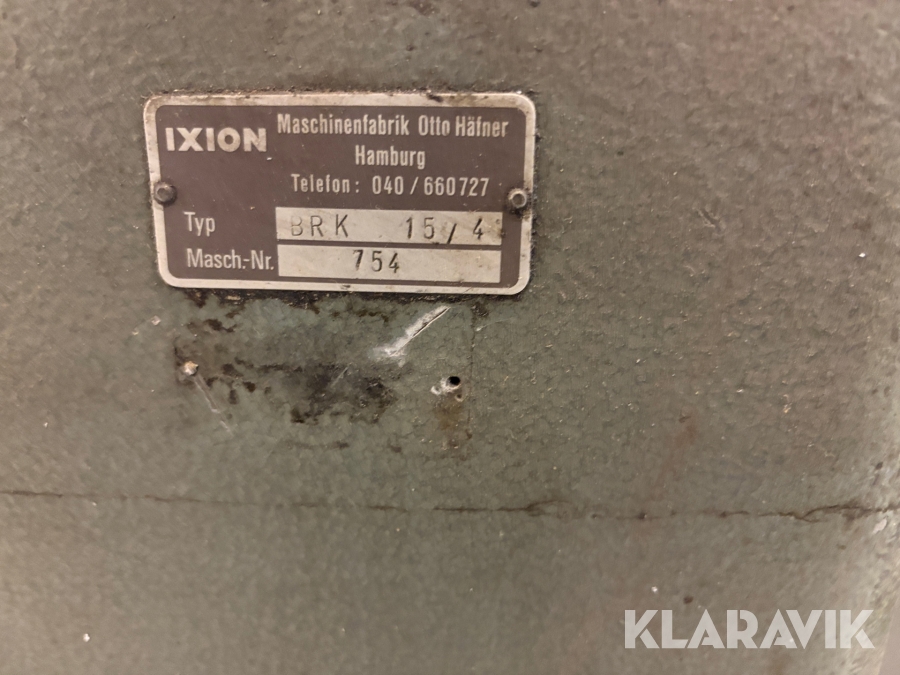 IXION
Maschinenfabrik Otto Häfner
Hamburg
Telefon: 040/660727
Typ BRK 15/4
Masch.-Nr. 754
KLARAVIK